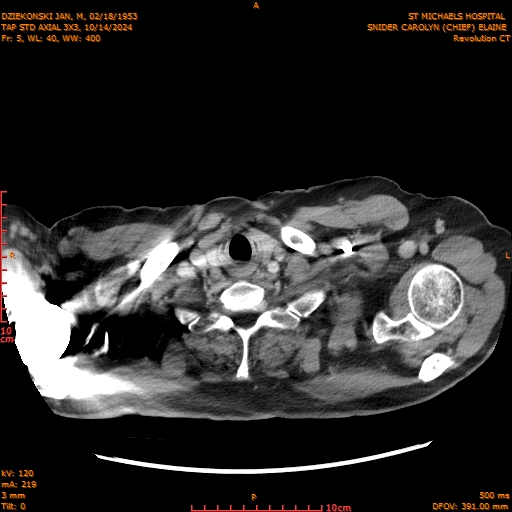 A
DZIEKONSKI JAN, M, 02/18/1953
TAP STD AXIAL 3X3, 10/14/2024
Fr: 5, WL: 40, WW: 400
ST MICHAELS HOSPITAL
SNIDER CAROLYN (CHIEF) ELAINE
Revolution CT
R
L
10
cm
kV: 120
mA: 219
3 mm
Tilt: 0
P
10cm
500 ms
DFOV: 391.00 mm